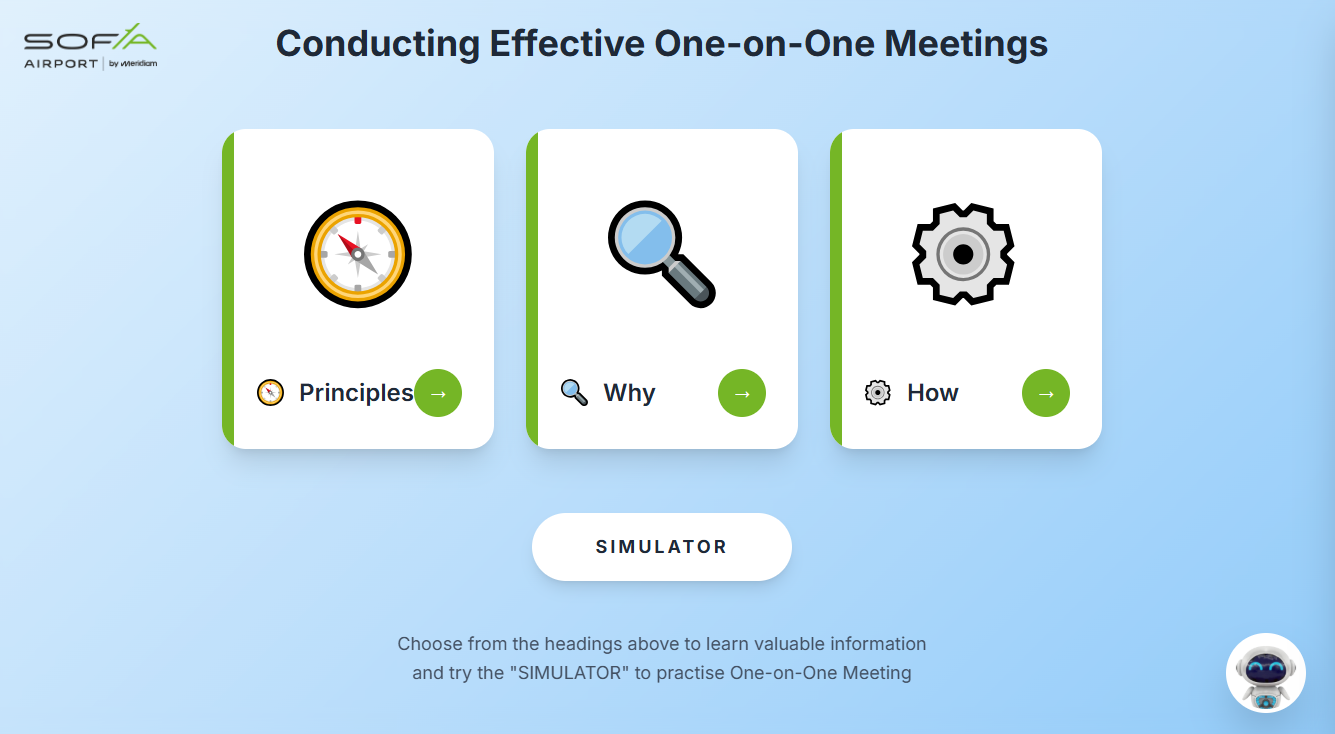 SOFIA
AIRPORT | by Meridiam
Conducting Effective One-on-One Meetings
Principles →
Why →
How →
SIMULATOR
Choose from the headings above to learn valuable information
and try the "SIMULATOR" to practise One-on-One Meeting